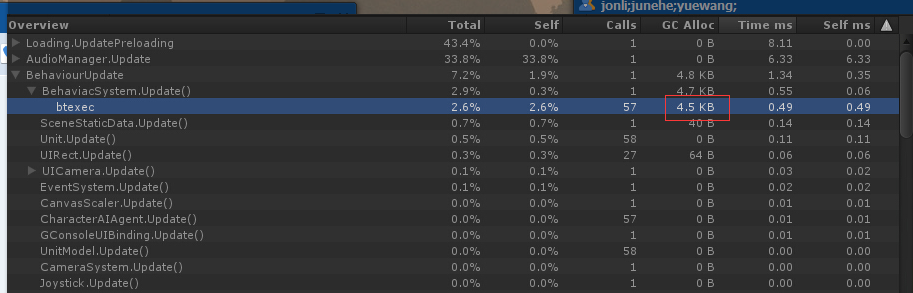 jonli;junehe;yuewang;
Overview Total Self Calls GC Alloc Time ms Self ms
Loading.UpdatePreloading 43.4% 0.0% 1 0 B 8.11 0.00
AudioManager.Update 33.8% 33.8% 1 0 B 6.33 6.33
BehaviourUpdate 7.2% 1.9% 1 4.8 KB 1.34 0.35
BehaviacSystem.Update() 2.9% 0.3% 1 4.7 KB 0.55 0.06
btexec 2.6% 2.6% 57 4.5 KB 0.49 0.49
SceneStaticData.Update() 0.7% 0.7% 1 40 B 0.14 0.14
Unit.Update() 0.5% 0.5% 58 0 B 0.11 0.11
UIRect.Update() 0.3% 0.3% 27 64 B 0.06 0.06
UICamera.Update() 0.1% 0.1% 1 0 B 0.03 0.02
EventSystem.Update() 0.1% 0.1% 1 0 B 0.02 0.02
CanvasScaler.Update() 0.0% 0.0% 1 0 B 0.01 0.01
CharacterAIAgent.Update() 0.0% 0.0% 57 0 B 0.01 0.01
GConsoleUIBinding.Update() 0.0% 0.0% 1 0 B 0.01 0.01
UnitModel.Update() 0.0% 0.0% 58 0 B 0.00 0.00
CameraSystem.Update() 0.0% 0.0% 1 0 B 0.00 0.00
Joystick.Update() 0.0% 0.0% 1 0 B 0.00 0.00